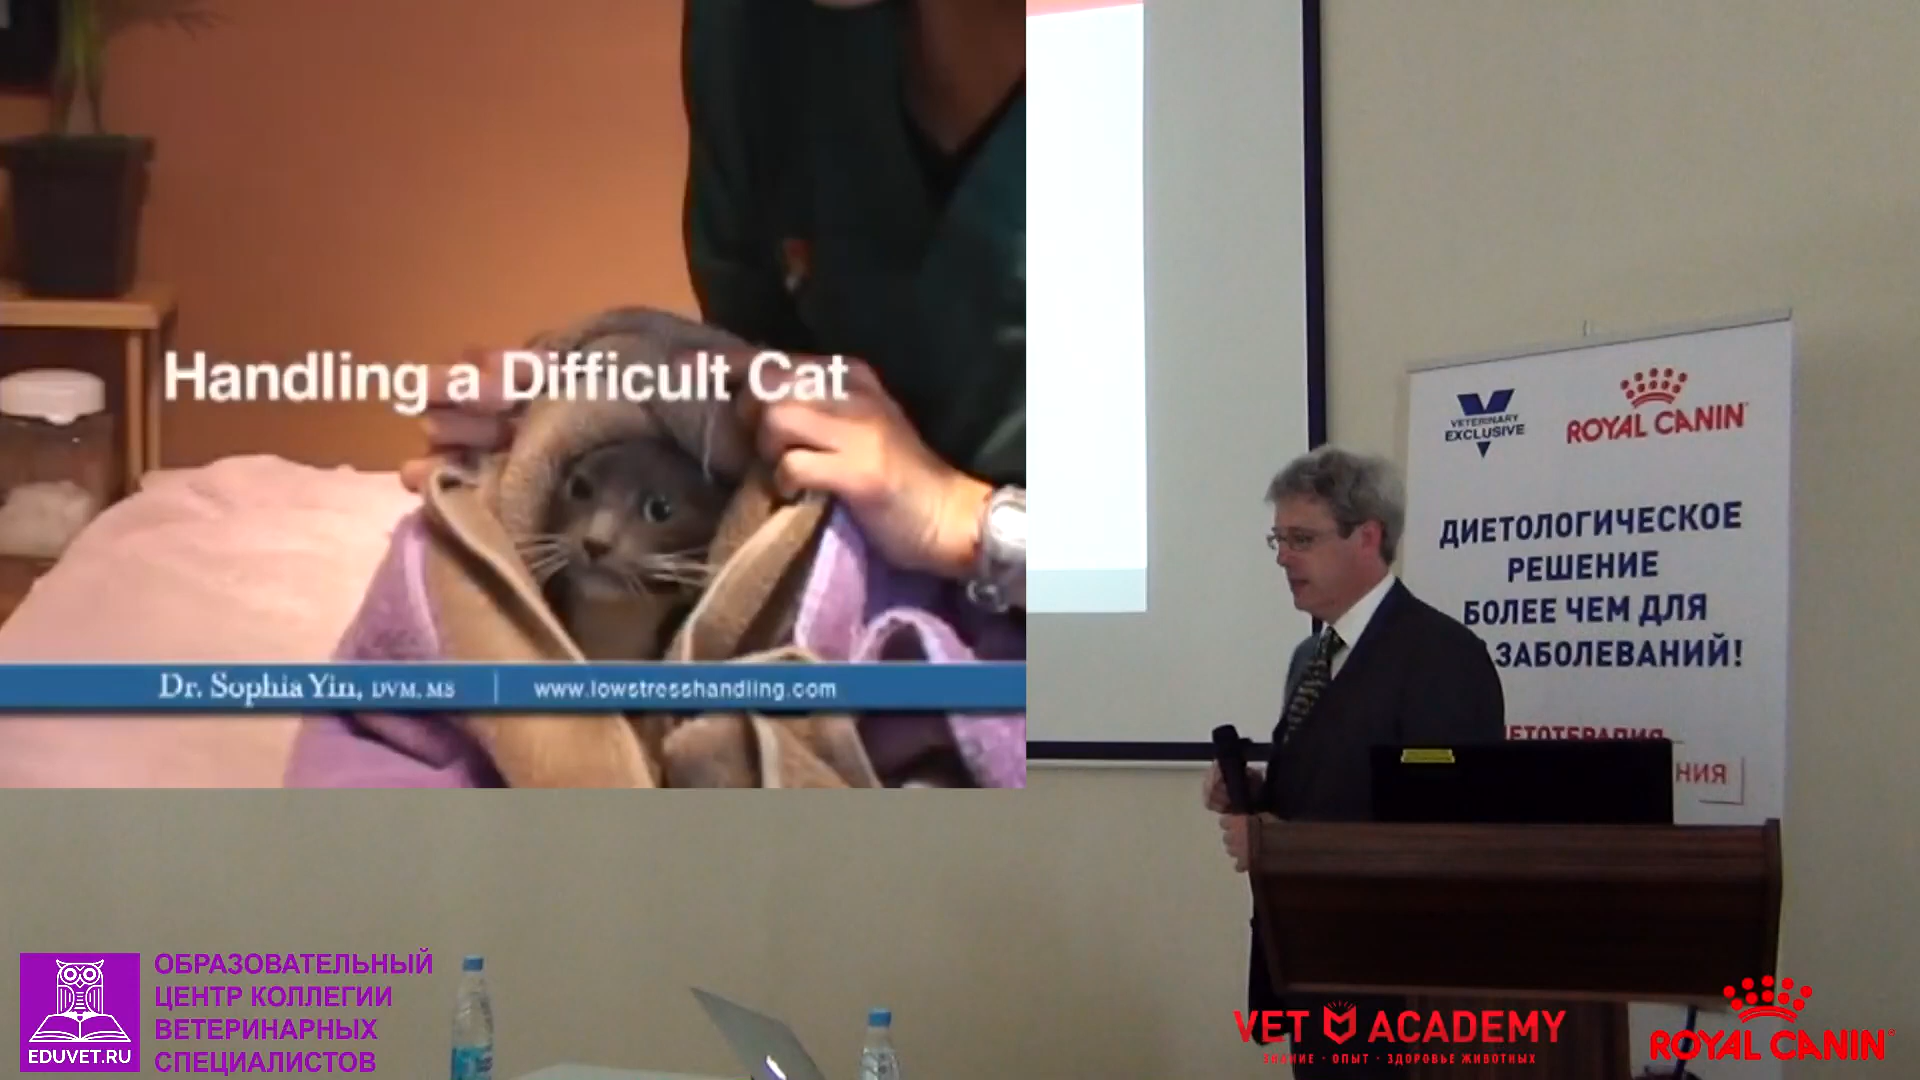 Handling a Difficult Cat
Dr. Sophia Yin, DVM, MS
www.lowstresshandling.com
VETERINARY
EXCLUSIVE
ROYAL CANIN
ДИЕТОЛОГИЧЕСКОЕ
РЕШЕНИЕ
БОЛЕЕ ЧЕМ ДЛЯ
ЗАБОЛЕВАНИЙ!
EDUVET.RU
ОБРАЗОВАТЕЛЬНЫЙ
ЦЕНТР КОЛЛЕГИИ
ВЕТЕРИНАРНЫХ
СПЕЦИАЛИСТОВ
VET ACADEMY
ЗНАНИЕ · ОПЫТ · ЗДОРОВЬЕ ЖИВОТНЫХ
ROYAL CANIN